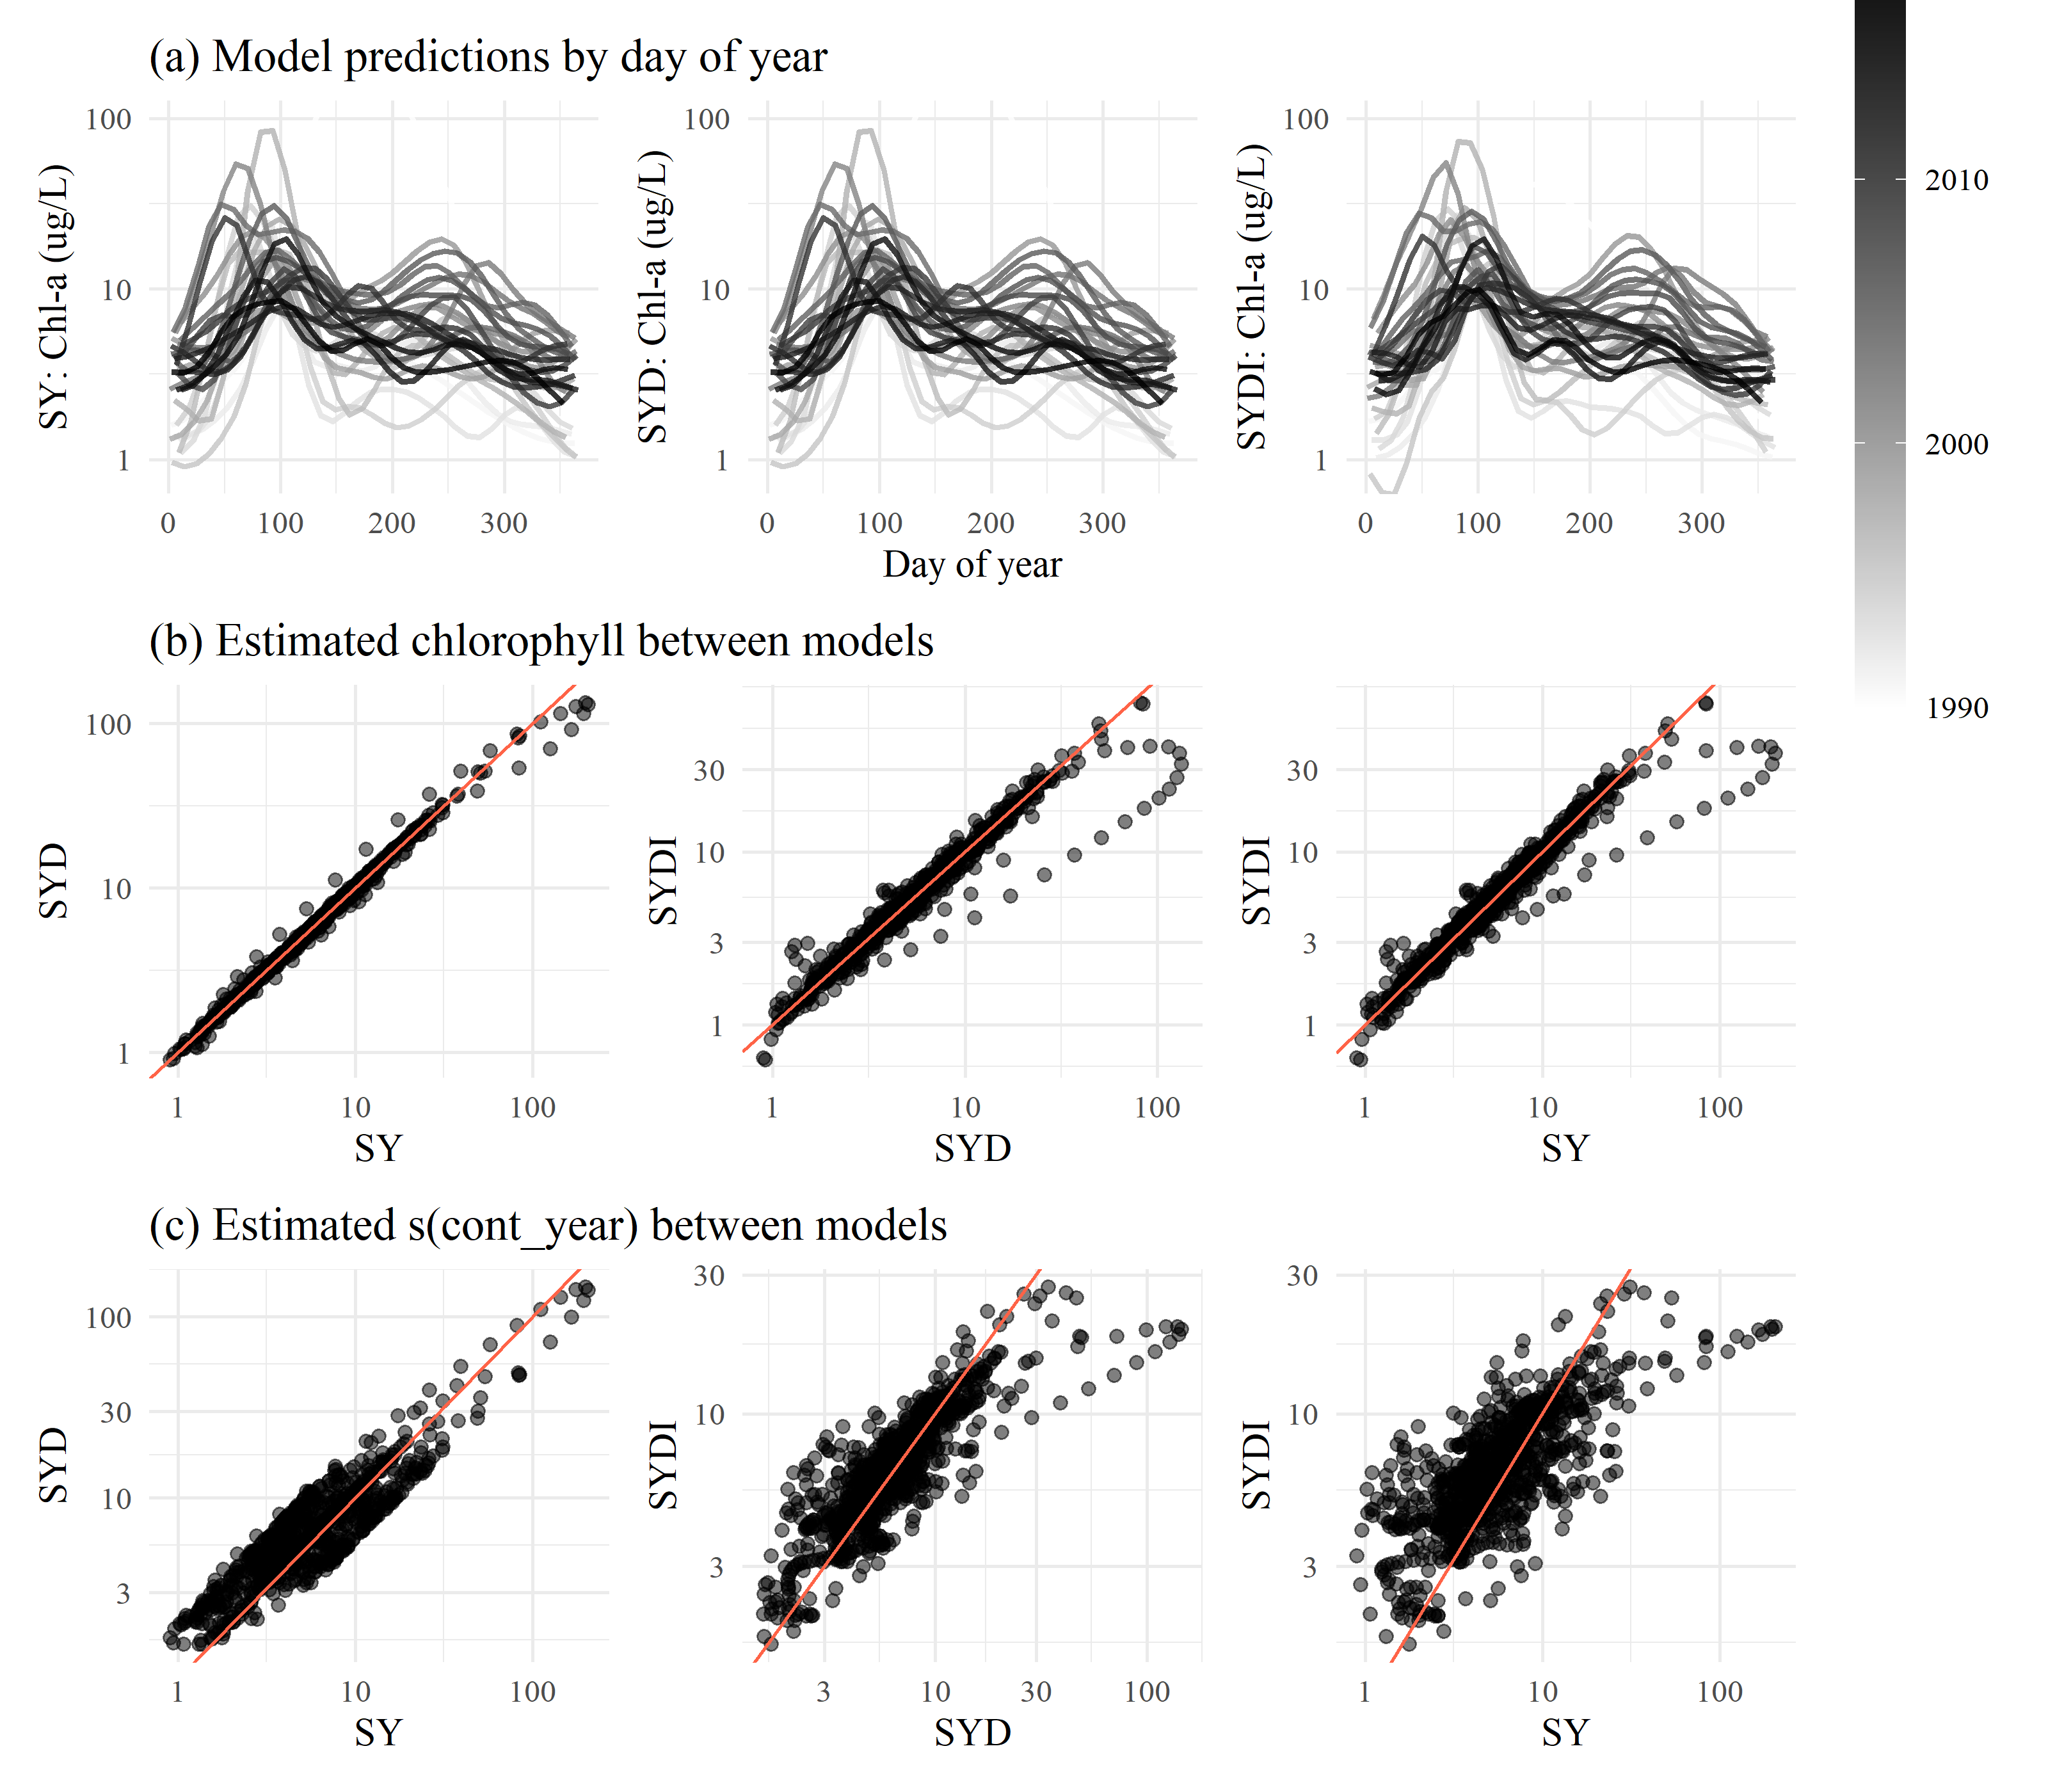 (a) Model predictions by day of year
SY: Chl-a (ug/L)
100
10
1
0 100 200 300
SYD: Chl-a (ug/L)
100
10
1
0 100 200 300
SYDI: Chl-a (ug/L)
100
10
1
0 100 200 300
Day of year
2010
2000
1990
(b) Estimated chlorophyll between models
SYD
100
10
1
1 10 100
SY
SYDI
30
10
3
1
1 10 100
SYD
SYDI
30
10
3
1
1 10 100
SY
(c) Estimated s(cont_year) between models
SYD
100
30
10
3
1 10 100
SY
SYDI
30
10
3
3 10 30 100
SYD
SYDI
30
10
3
1 10 100
SY